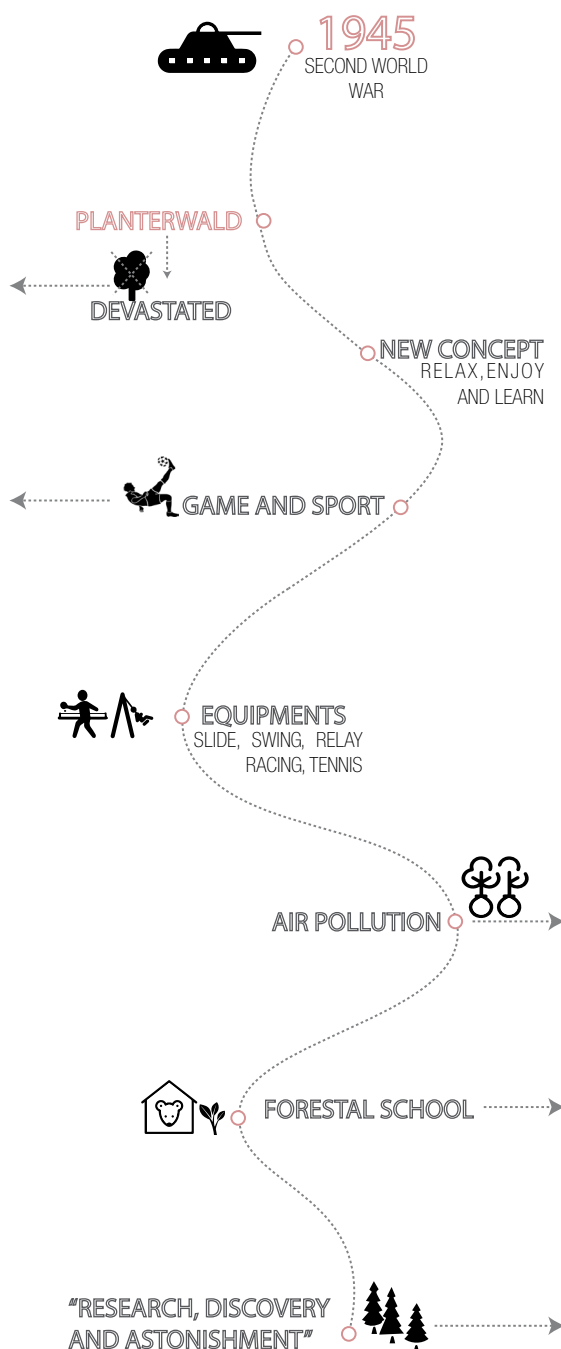 1945
SECOND WORLD
WAR
PLANTERWALD
DEVASTATED
NEW CONCEPT
RELAX, ENJOY
AND LEARN
GAME AND SPORT
EQUIPMENTS
SLIDE, SWING, RELAY
RACING, TENNIS
AIR POLLUTION
FORESTAL SCHOOL
“RESEARCH, DISCOVERY
AND ASTONISHMENT”